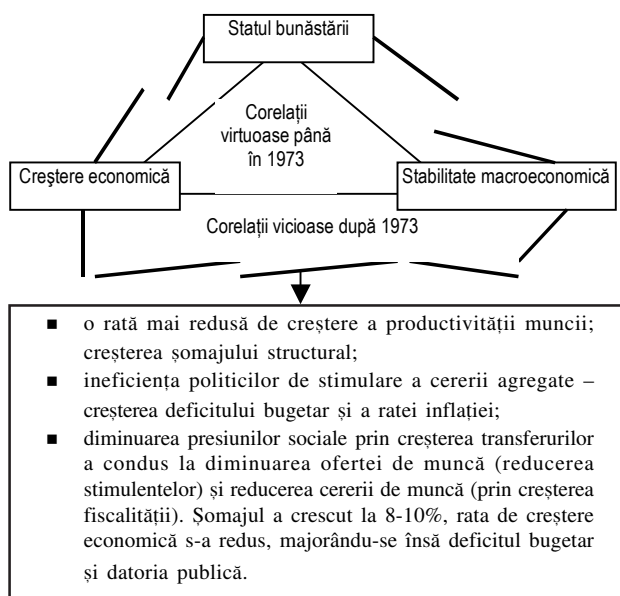 Statul bunăstării
Corelații
virtuoase până
în 1973
Creştere economică
Stabilitate macroeconomică
Corelații vicioase după 1973
▪ o rată mai redusă de creștere a productivității muncii;
creșterea șomajului structural;
▪ ineficiența politicilor de stimulare a cererii agregate –
creșterea deficitului bugetar și a ratei inflației;
▪ diminuarea presiunilor sociale prin creșterea transferurilor
a condus la diminuarea ofertei de muncă (reducerea
stimulentelor) și reducerea cererii de muncă (prin creșterea
fiscalității). Șomajul a crescut la 8-10%, rata de creștere
economică s-a redus, majorându-se însă deficitul bugetar
și datoria publică.